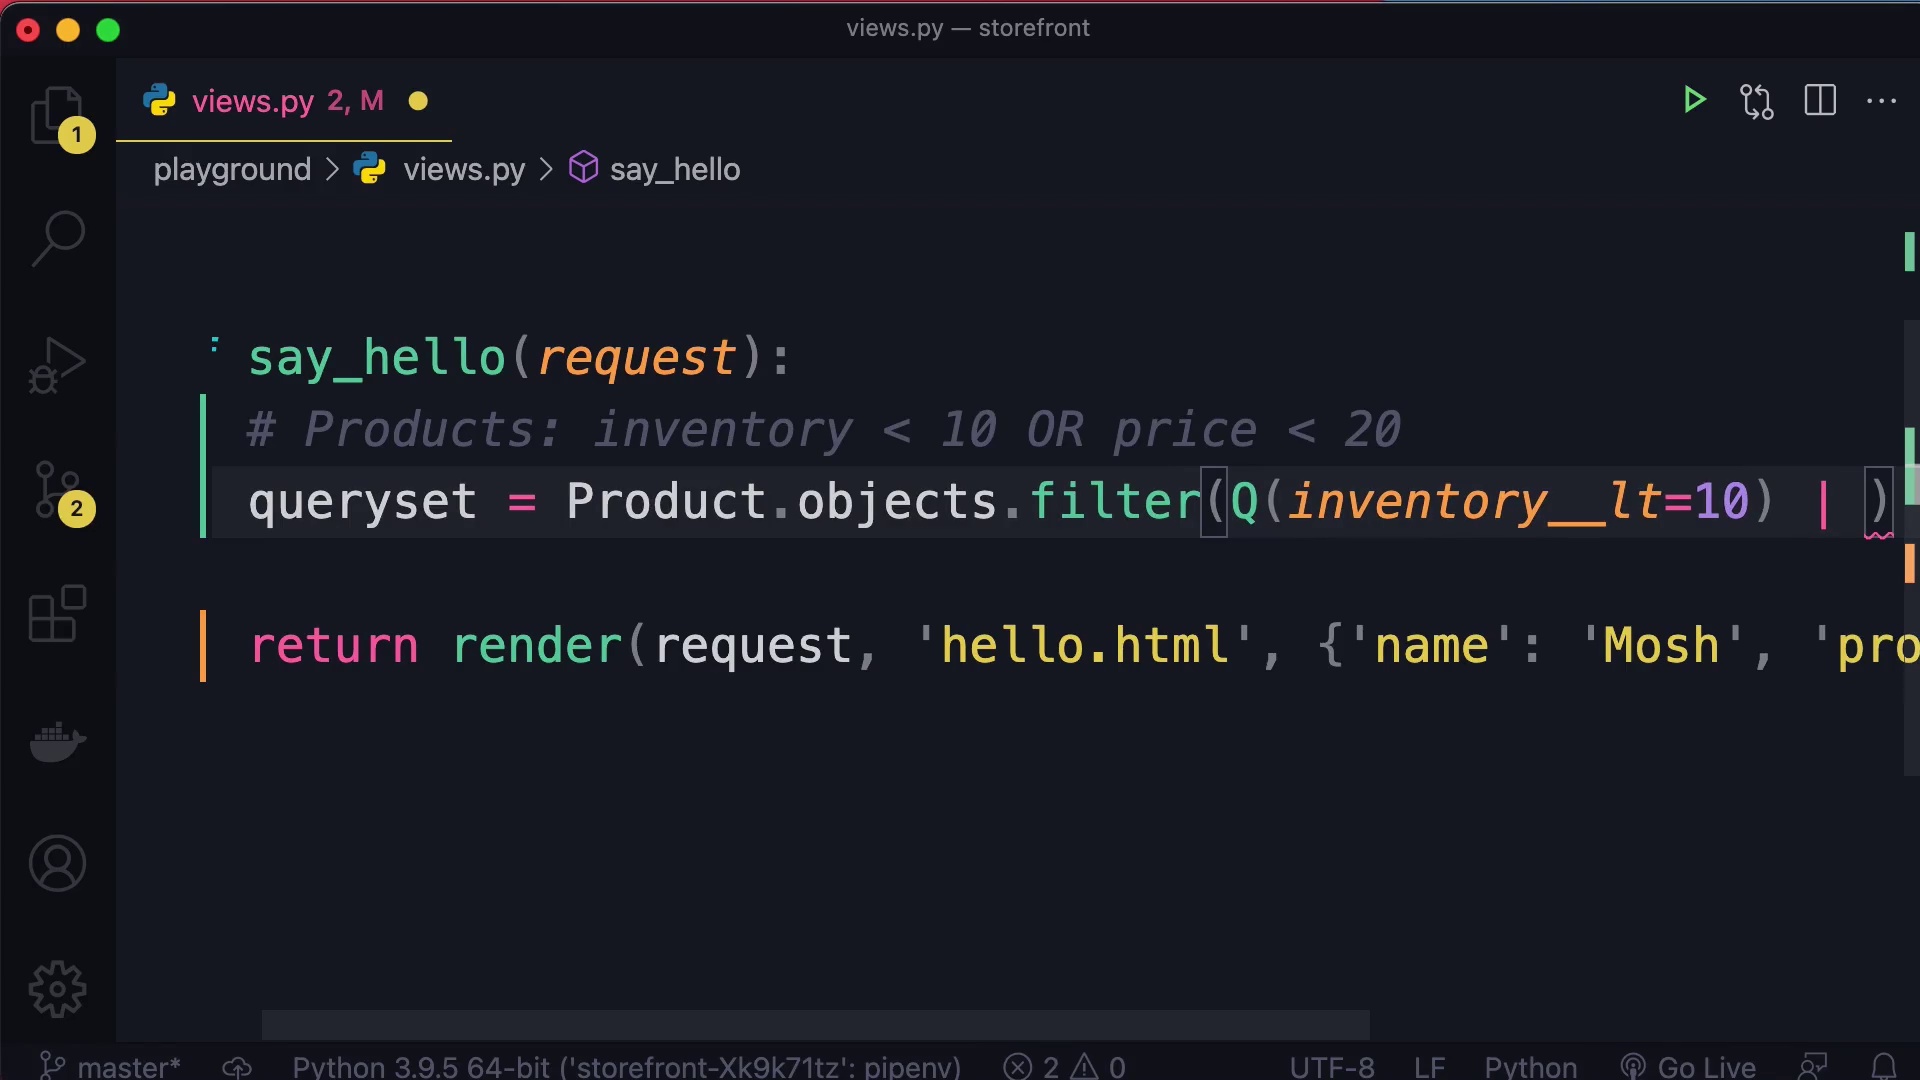 views.py — storefront
views.py 2, M
1
playground > views.py > say_hello
say_hello(request):
# Products: inventory < 10 OR price < 20
queryset = Product.objects.filter(Q(inventory__lt=10) | )
2
return render(request, 'hello.html', {'name': 'Mosh', 'pro
master* Python 3.9.5 64-bit ('storefront-Xk9k71tz': pipenv) 2 0 UTF-8 LF Python Go Live